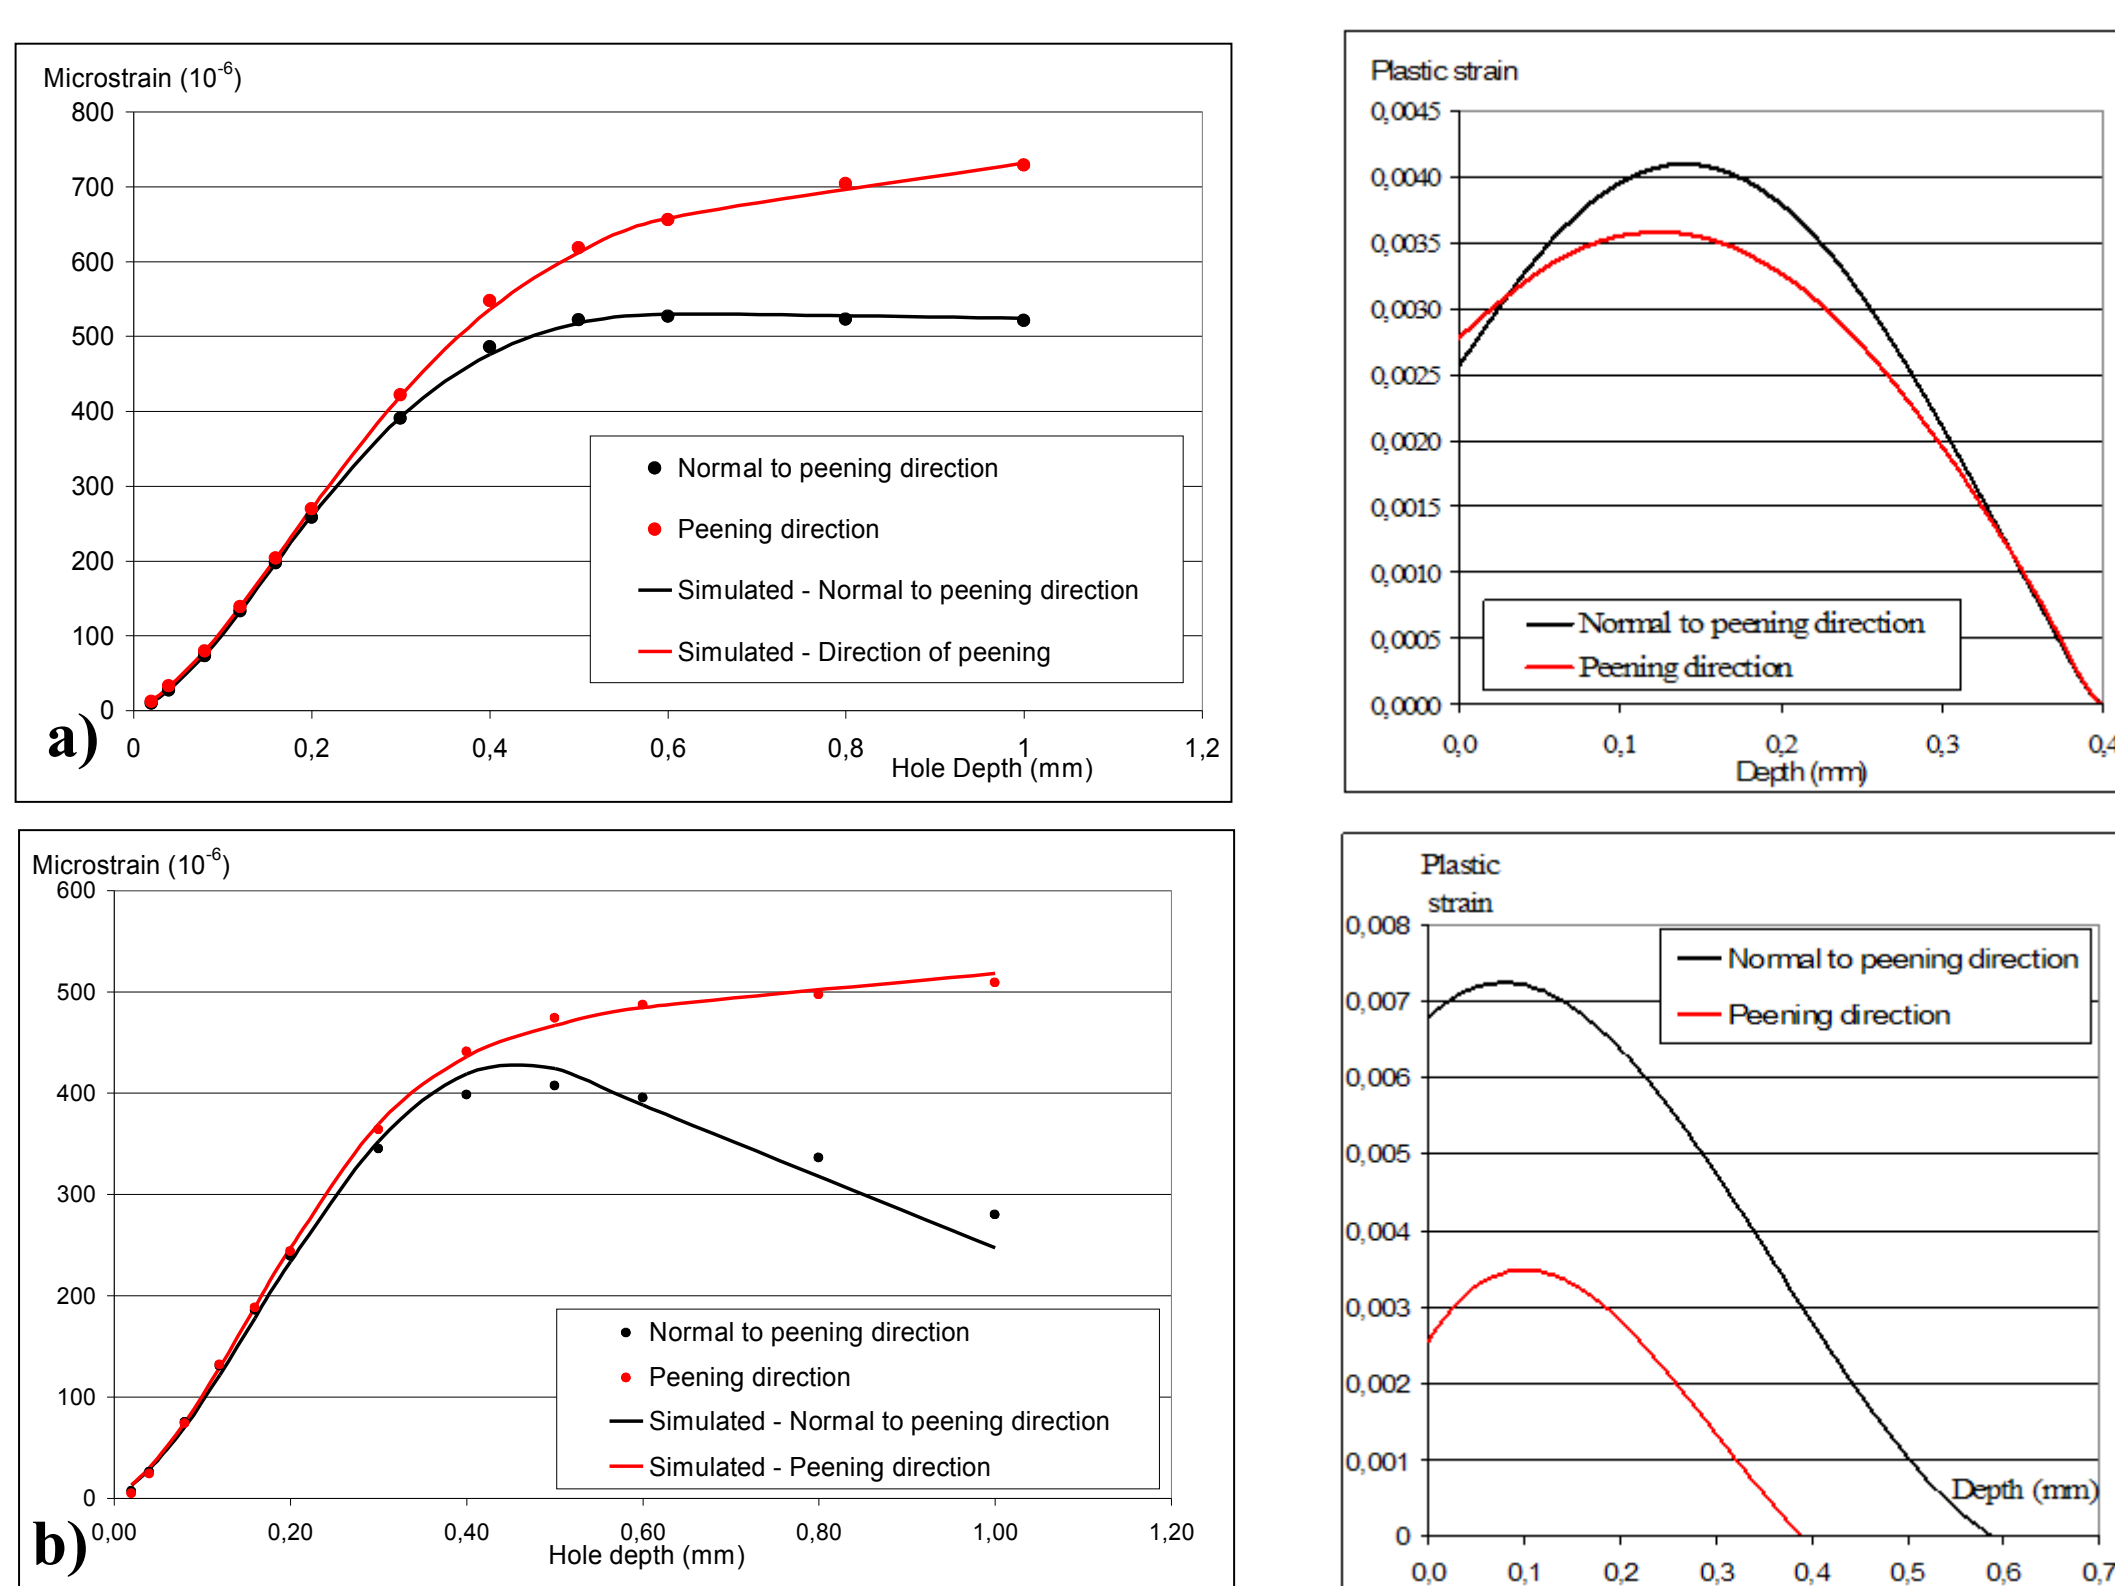 Microstrain (10-6)
800
700
600
500
400
300
200
100
0
0 0,2 0,4 0,6 0,8 1 1,2
Hole Depth (mm)
Normal to peening direction
Peening direction
Simulated - Normal to peening direction
Simulated - Direction of peening
a)
Plastic strain
0,0045
0,0040
0,0035
0,0030
0,0025
0,0020
0,0015
0,0010
0,0005
0,0000
0,0 0,1 0,2 0,3 0,4
Depth (mm)
Normal to peening direction
Peening direction
Microstrain (10-6)
600
500
400
300
200
100
0
0,00 0,20 0,40 0,60 0,80 1,00 1,20
Hole depth (mm)
Normal to peening direction
Peening direction
Simulated - Normal to peening direction
Simulated - Peening direction
b)
Plastic
strain
0,008
0,007
0,006
0,005
0,004
0,003
0,002
0,001
0
0,0 0,1 0,2 0,3 0,4 0,5 0,6 0,7
Depth (mm)
Normal to peening direction
Peening direction